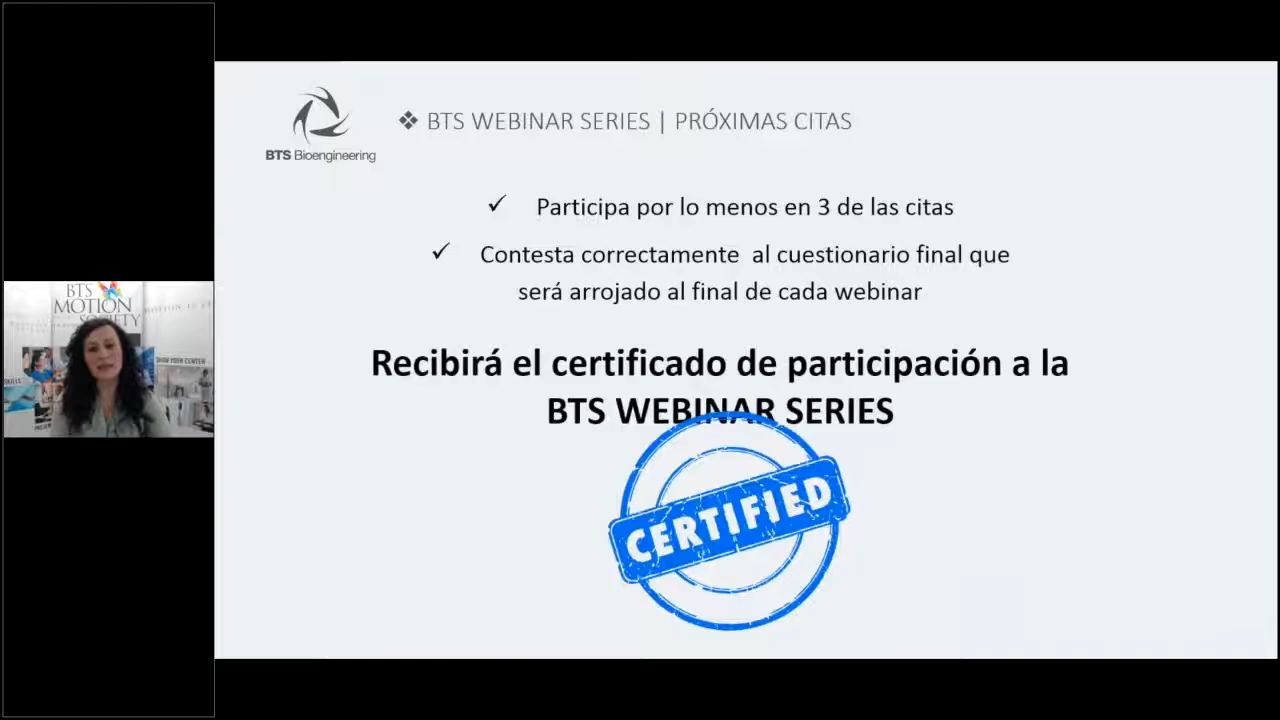 BTS
MOTION
SOCIETY
BTS Bioengineering
❖ BTS WEBINAR SERIES | PRÓXIMAS CITAS
✓ Participa por lo menos en 3 de las citas
✓ Contesta correctamente al cuestionario final que
será arrojado al final de cada webinar
Recibirá el certificado de participación a la
BTS WEBINAR SERIES
CERTIFIED